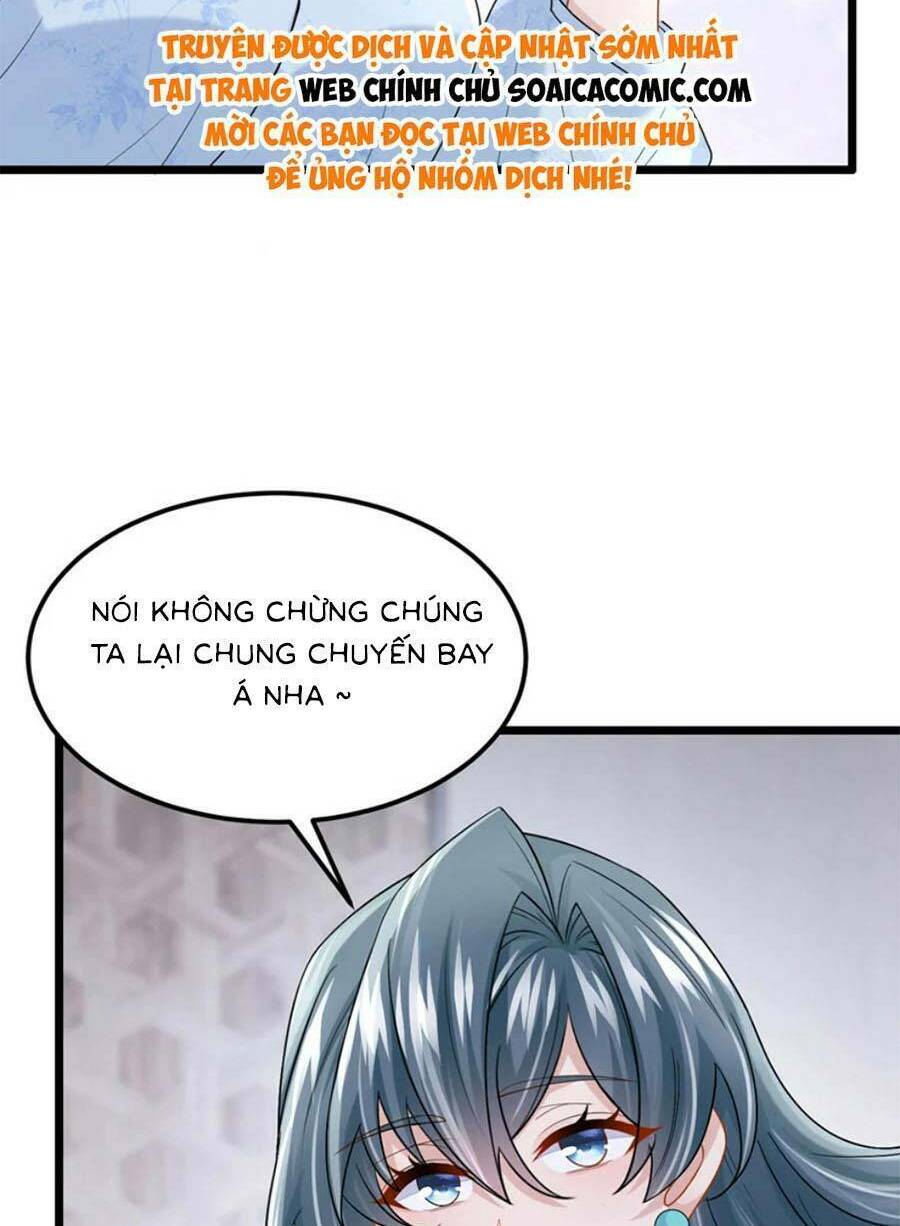 TRUYỆN ĐƯỢC DỊCH VÀ CẬP NHẬT SỚM NHẤT
TẠI TRANG WEB CHÍNH CHỦ SOAICACOMIC.COM
MỜI CÁC BẠN ĐỌC TẠI WEB CHÍNH CHỦ
ĐỂ ỦNG HỘ NHÓM DỊCH NHÉ!
NÓI KHÔNG CHỪNG CHÚNG
TA LẠI CHUNG CHUYẾN BAY
Á NHA ~